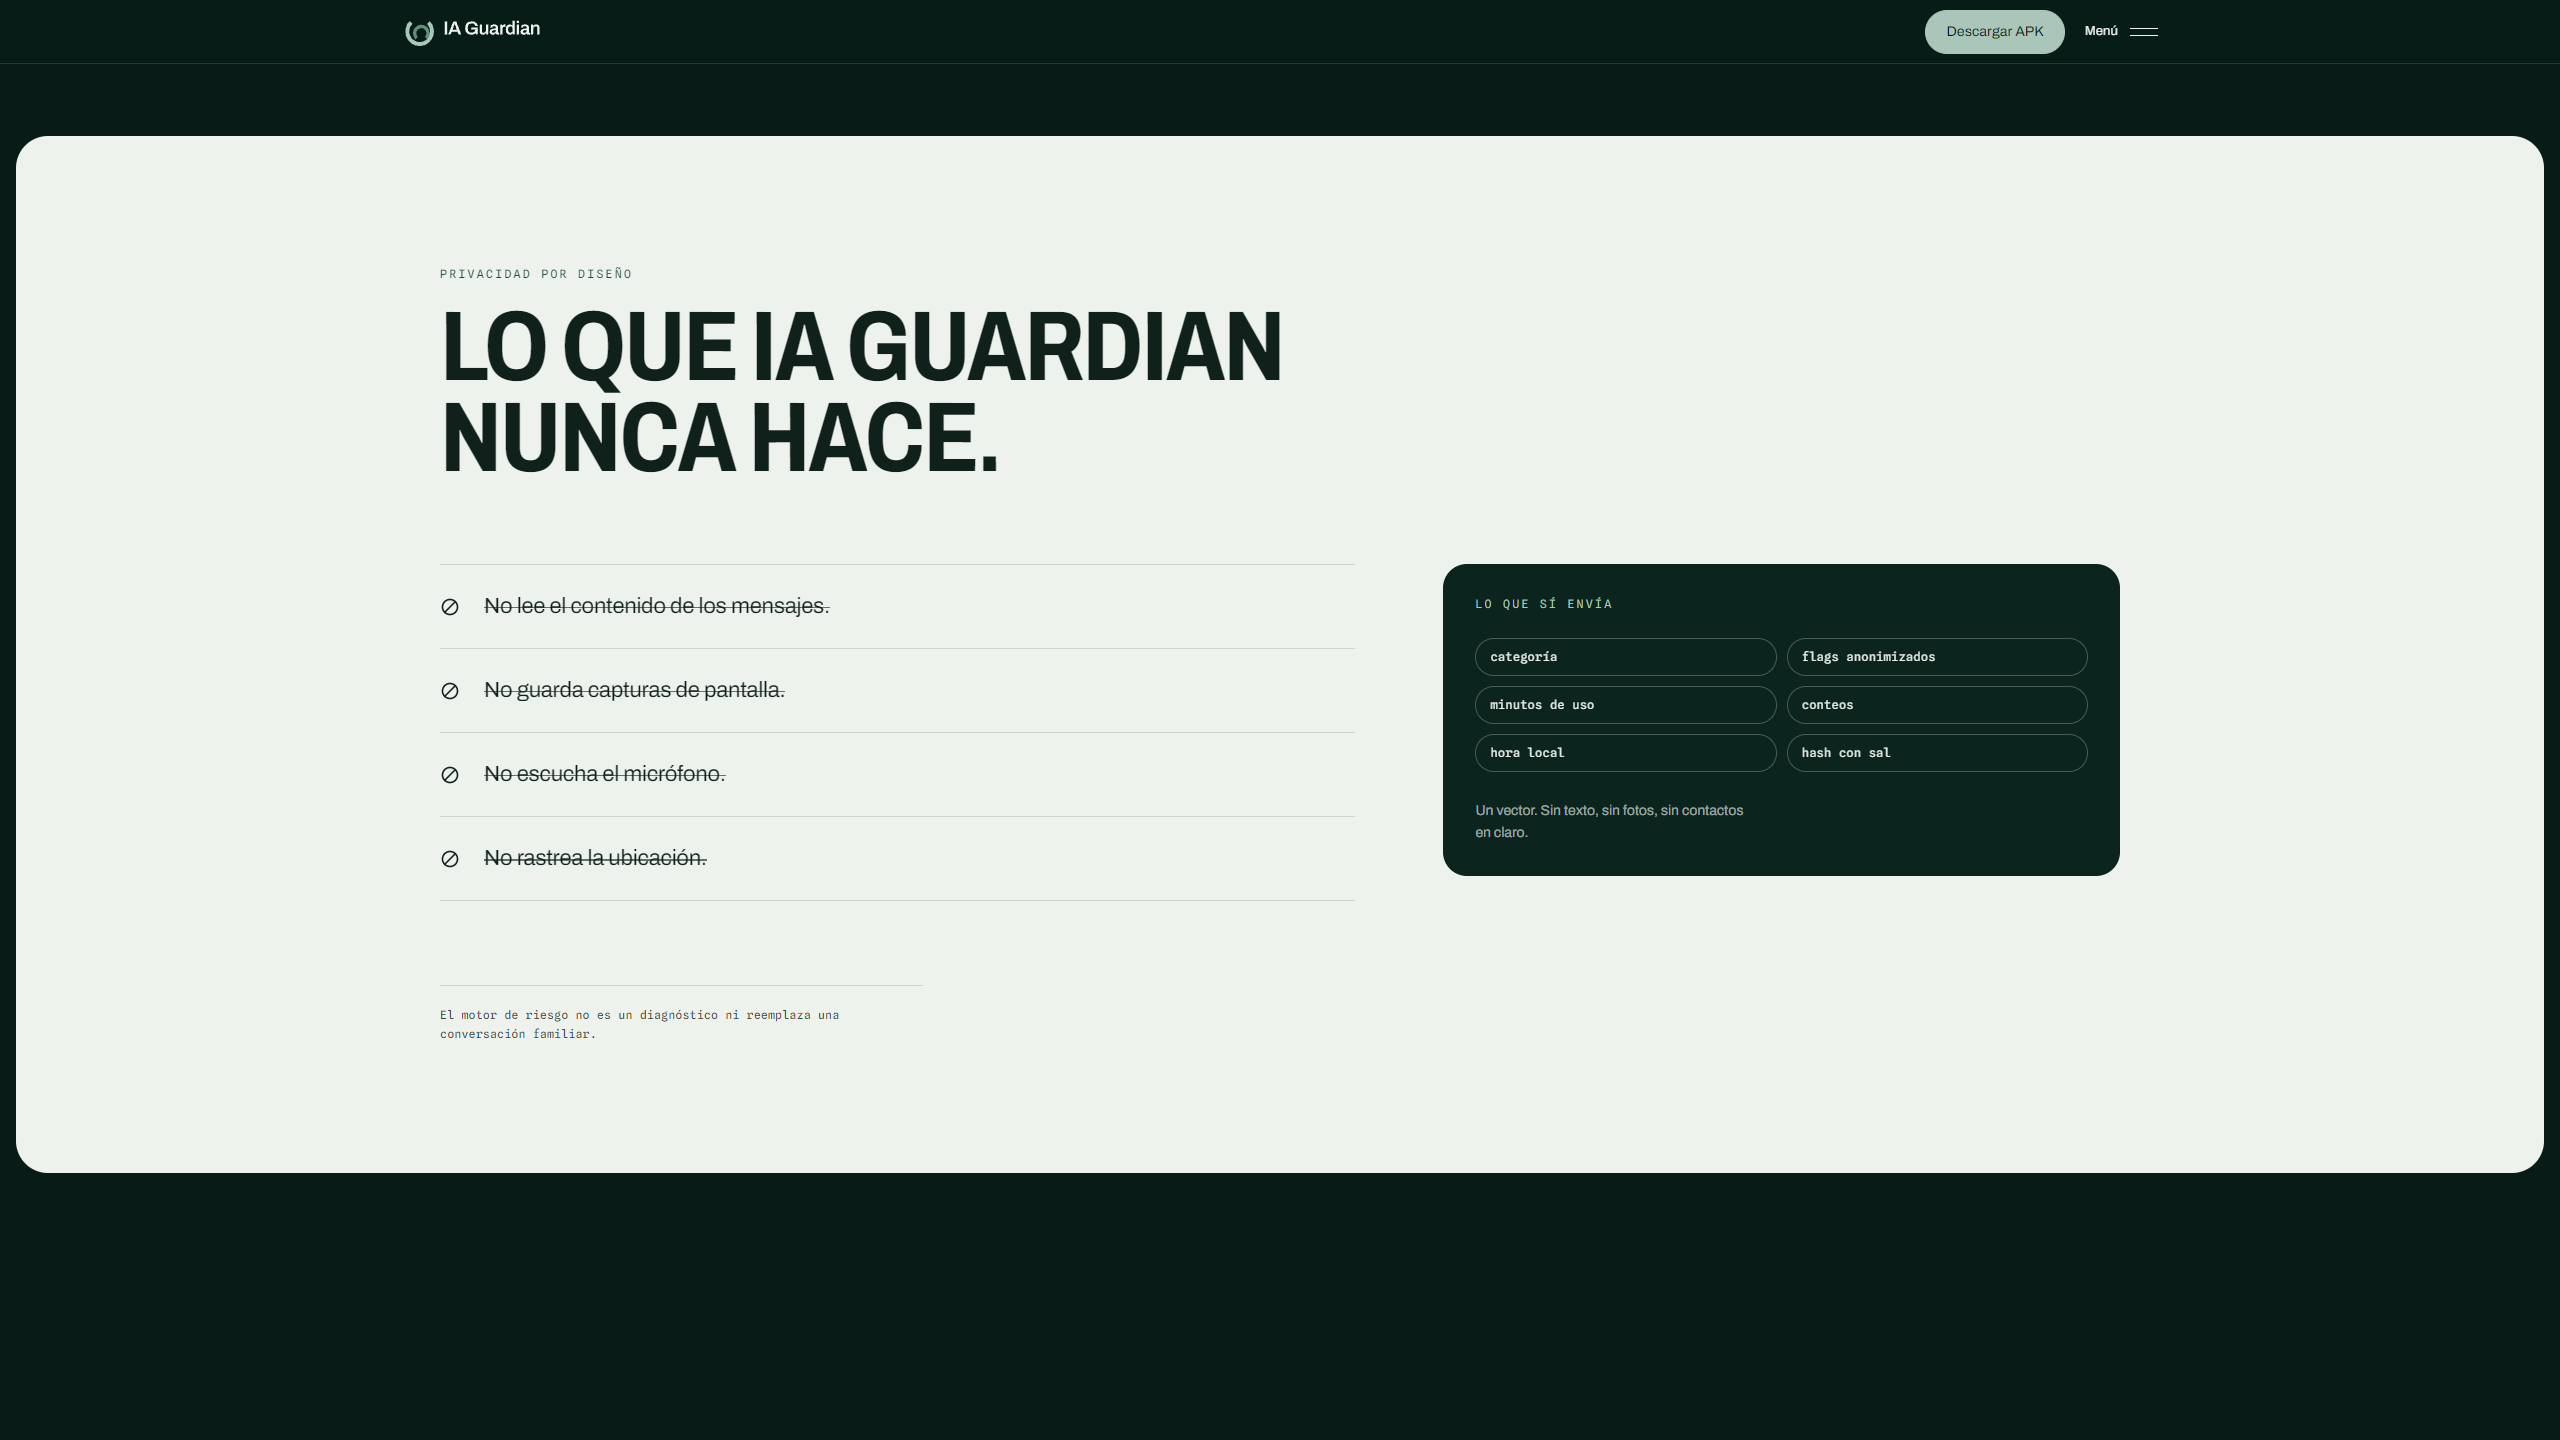 IA Guardian
Descargar APK
Menú
PRIVACIDAD POR DISEÑO
LO QUE IA GUARDIAN
NUNCA HACE.
No lee el contenido de los mensajes.
No guarda capturas de pantalla.
No escucha el micrófono.
No rastrea la ubicación.
LO QUE SÍ ENVÍA
categoría
flags anonimizados
minutos de uso
conteos
hora local
hash con sal
Un vector. Sin texto, sin fotos, sin contactos
en claro.
El motor de riesgo no es un diagnóstico ni reemplaza una
conversación familiar.